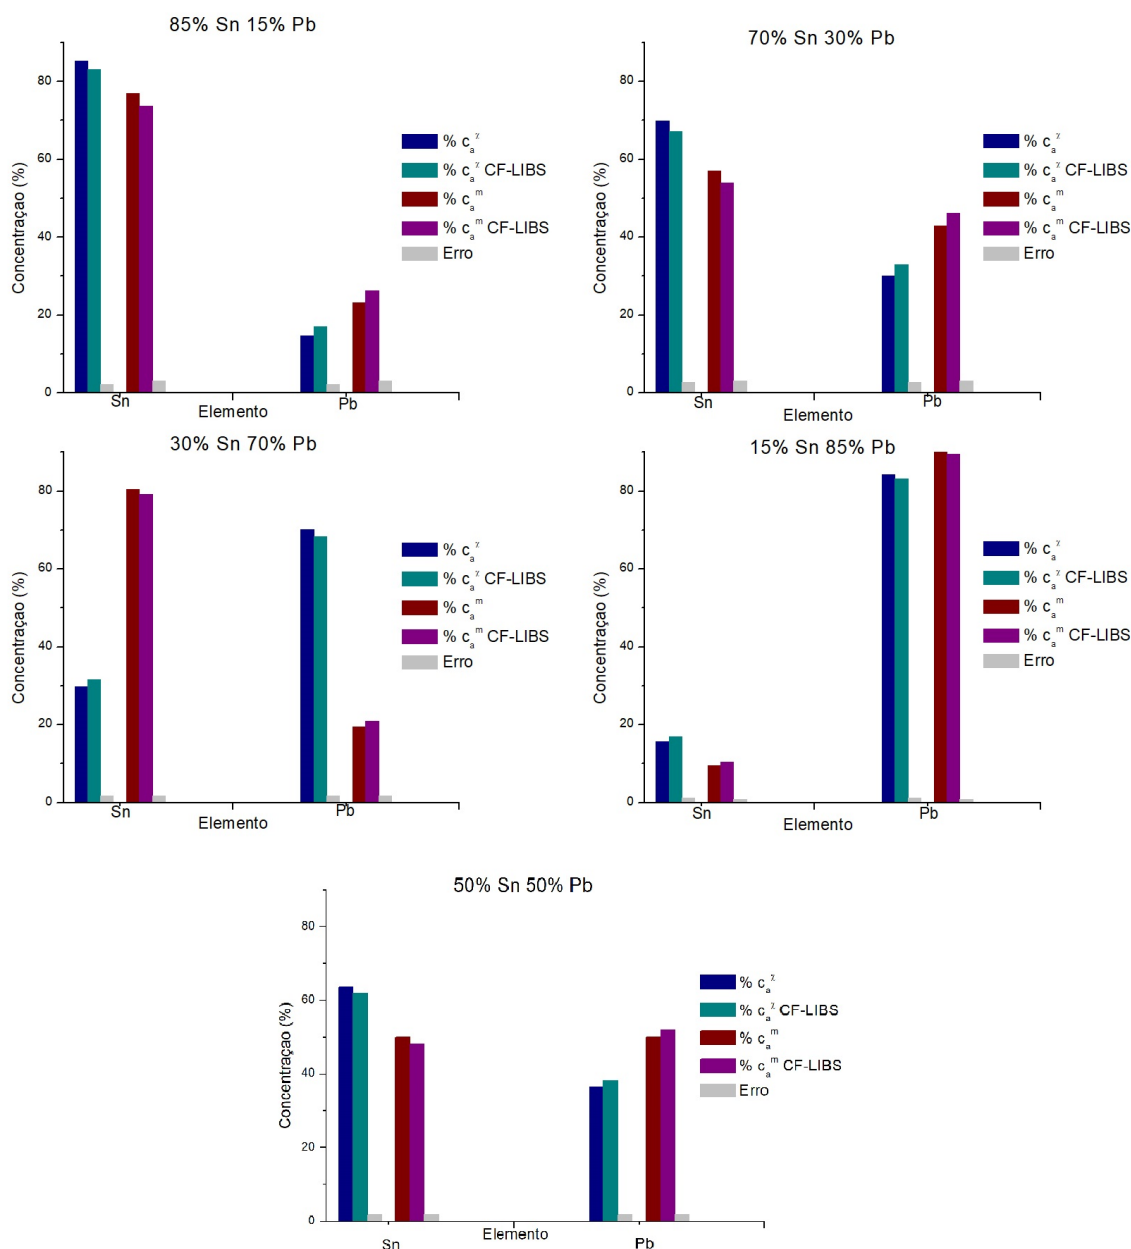 85% Sn 15% Pb
Concentraçao (%)
80
60
40
20
0
% c_a^χ
% c_a^χ CF-LIBS
% c_a^m
% c_a^m CF-LIBS
Erro
Sn
Pb
Elemento
70% Sn 30% Pb
Concentraçao (%)
80
60
40
20
0
% c_a^χ
% c_a^χ CF-LIBS
% c_a^m
% c_a^m CF-LIBS
Erro
Sn
Pb
Elemento
30% Sn 70% Pb
Concentraçao (%)
80
60
40
20
0
% c_a^χ
% c_a^χ CF-LIBS
% c_a^m
% c_a^m CF-LIBS
Erro
Sn
Pb
Elemento
15% Sn 85% Pb
Concentraçao (%)
80
60
40
20
0
% c_a^χ
% c_a^χ CF-LIBS
% c_a^m
% c_a^m CF-LIBS
Erro
Sn
Pb
Elemento
50% Sn 50% Pb
Concentraçao (%)
80
60
40
20
0
% c_a^χ
% c_a^χ CF-LIBS
% c_a^m
% c_a^m CF-LIBS
Erro
Elemento
Sn
Pb